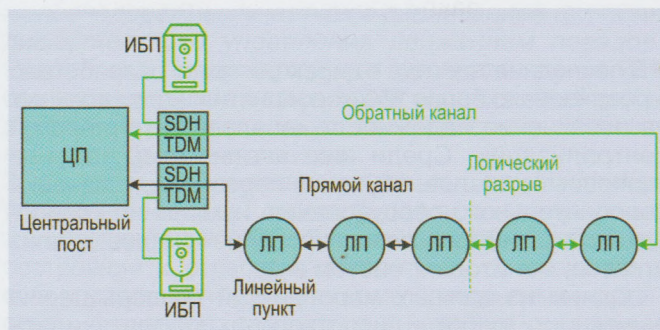 ИБП
SDH
TDM
Обратный канал
ЦП
SDH
TDM
Прямой канал
Логический
разрыв
Центральный
пост
ЛП
ЛП
ЛП
ЛП
ЛП
Линейный
пункт
ИБП